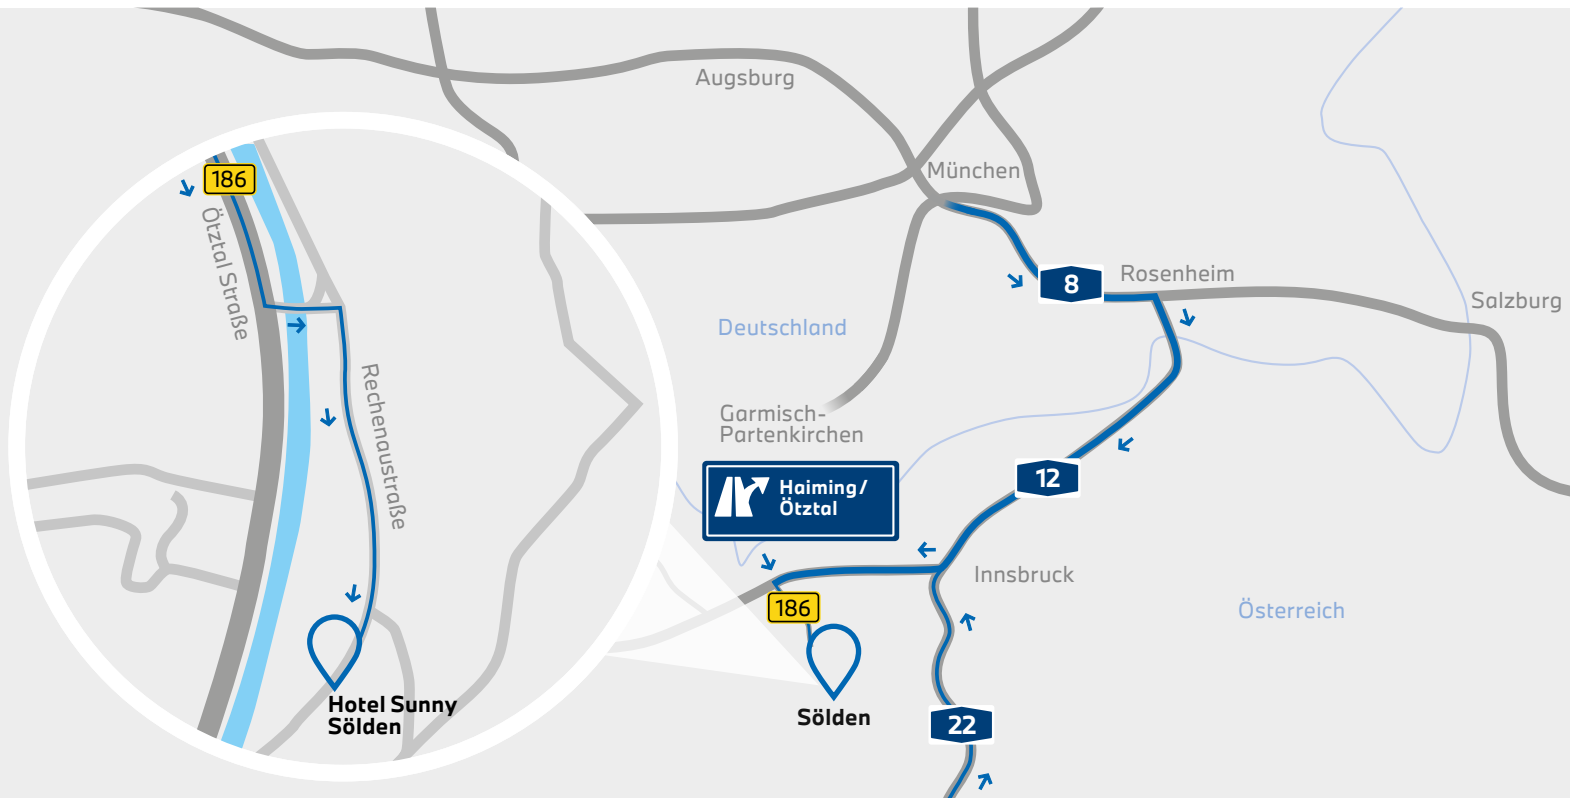 Augsburg
München
186
Ötztal Straße
8
Rosenheim
Salzburg
Deutschland
Rechenaustraße
Garmisch-
Partenkirchen
12
Haiming/
Ötztal
Innsbruck
186
Österreich
Hotel Sunny
Sölden
Sölden
22